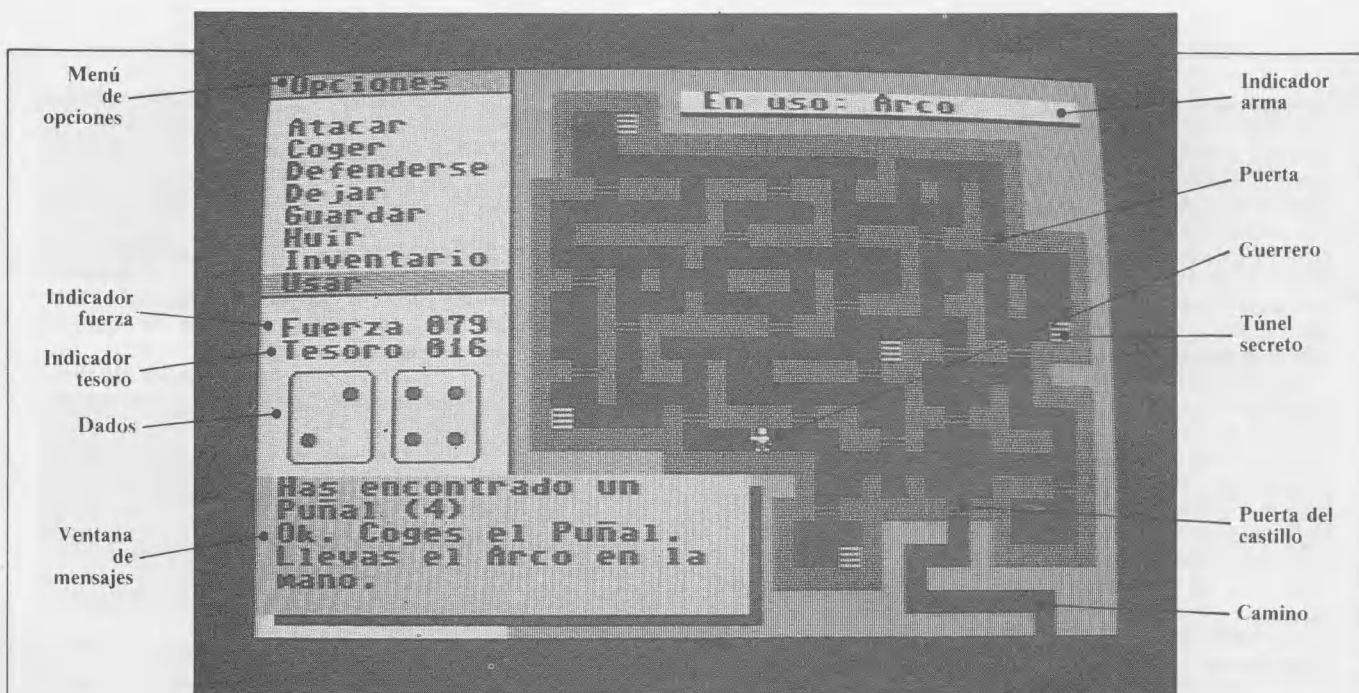 Menú
de
opciones
Indicador
fuerza
Indicador
tesoro
Dados
Ventana
de
mensajes
Opciones
Atacar
Coger
Defenderse
Dejar
Guardar
Huir
Inventario
Usar
Fuerza 079
Tesoro 016
Has encontrado un
Puñal (4)
Ok. Coges el Puñal.
Llevas el Arco en la
mano.
En uso: Arco
Indicador
arma
Puerta
Guerrero
Túnel
secreto
Puerta del
castillo
Camino